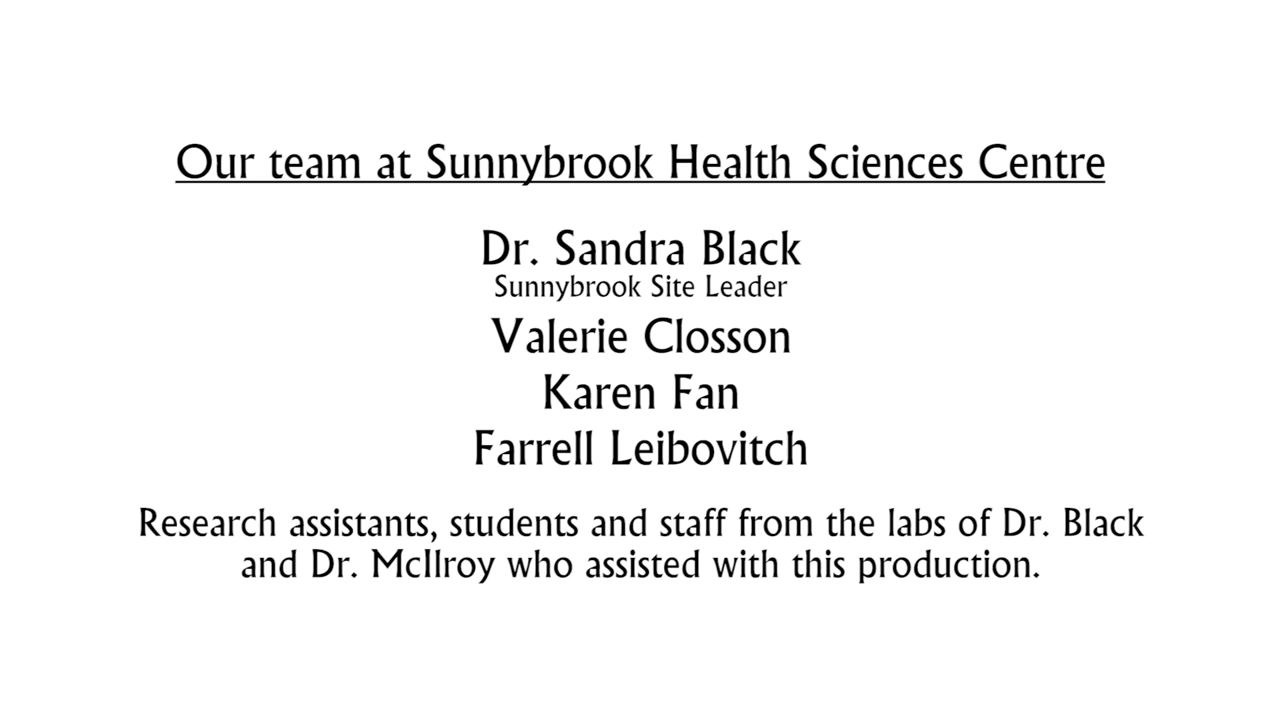 Our team at Sunnybrook Health Sciences Centre
Dr. Sandra Black
Sunnybrook Site Leader
Valerie Closson
Karen Fan
Farrell Leibovitch
Research assistants, students and staff from the labs of Dr. Black
and Dr. McIlroy who assisted with this production.